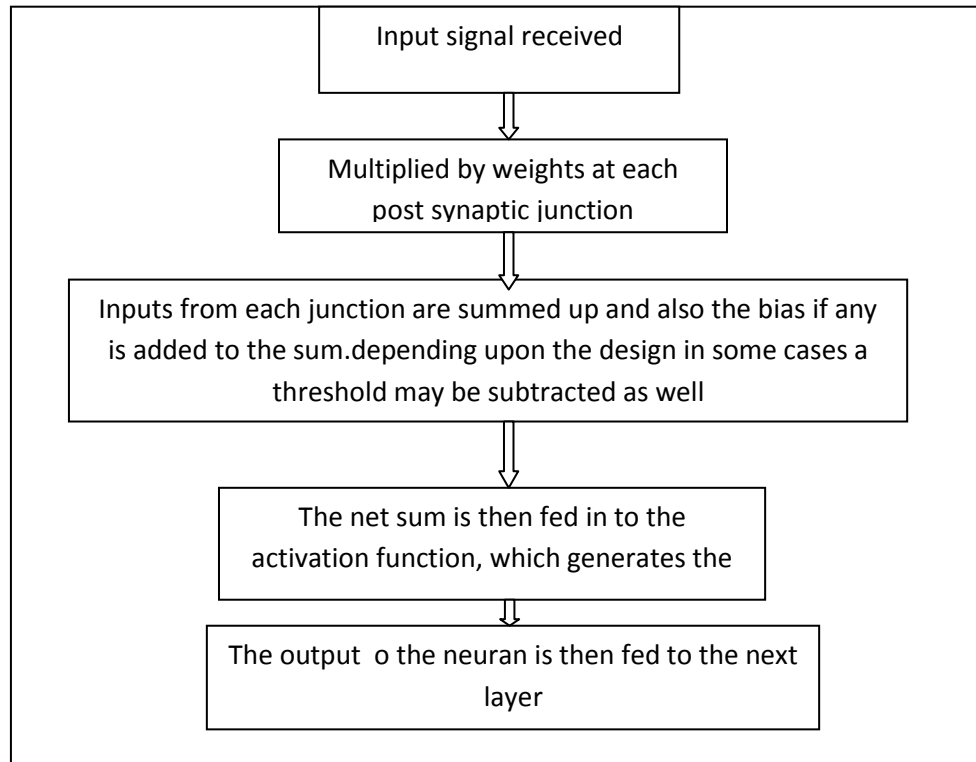 Input signal received
Multiplied by weights at each
post synaptic junction
Inputs from each junction are summed up and also the bias if any
is added to the sum.depending upon the design in some cases a
threshold may be subtracted as well
The net sum is then fed in to the
activation function, which generates the
The output  o the neuran is then fed to the next
layer